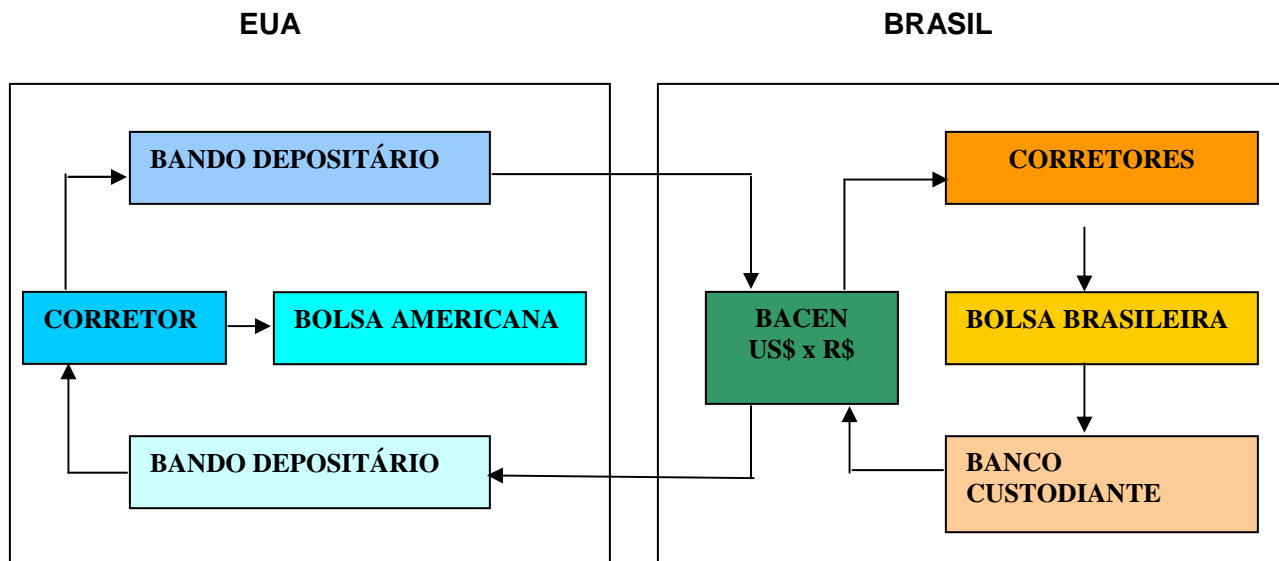 EUA
BRASIL
BANDO DEPOSITÁRIO
CORRETORES
CORRETOR
BOLSA AMERICANA
BACEN
US$ x R$
BOLSA BRASILEIRA
BANDO DEPOSITÁRIO
BANCO
CUSTODIANTE